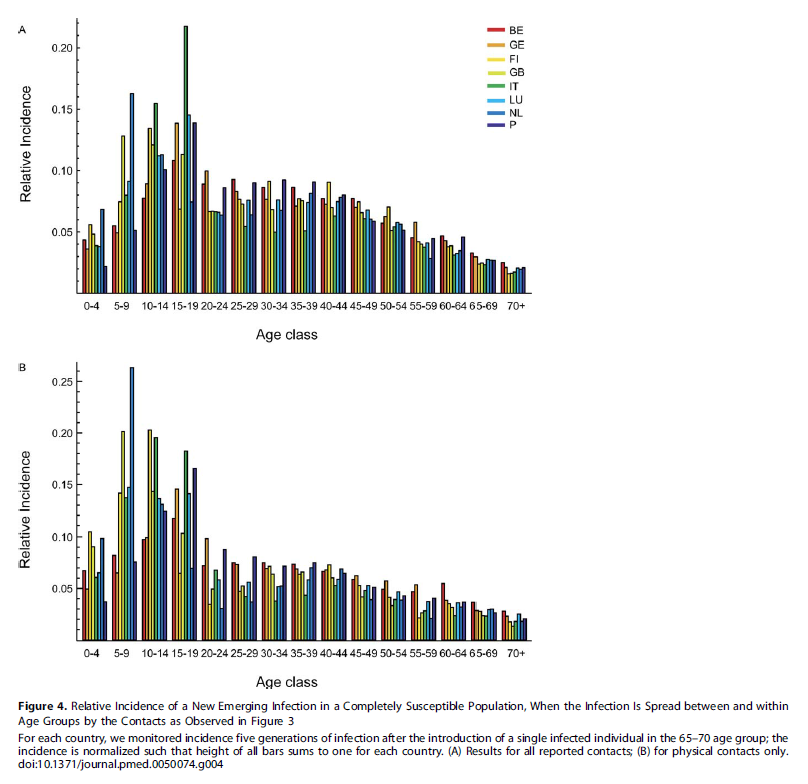 A
BE
GE
FI
GB
IT
LU
NL
P
0.20
0.15
0.10
0.05
Relative Incidence
0-4 5-9 10-14 15-19 20-24 25-29 30-34 35-39 40-44 45-49 50-54 55-59 60-64 65-69 70+
Age class
B
0.25
0.20
0.15
0.10
0.05
Relative Incidence
0-4 5-9 10-14 15-19 20-24 25-29 30-34 35-39 40-44 45-49 50-54 55-59 60-64 65-69 70+
Age class
Figure 4. Relative Incidence of a New Emerging Infection in a Completely Susceptible Population, When the Infection Is Spread between and within
Age Groups by the Contacts as Observed in Figure 3
For each country, we monitored incidence five generations of infection after the introduction of a single infected individual in the 65–70 age group; the
incidence is normalized such that height of all bars sums to one for each country. (A) Results for all reported contacts; (B) for physical contacts only.
doi:10.1371/journal.pmed.0050074.g004